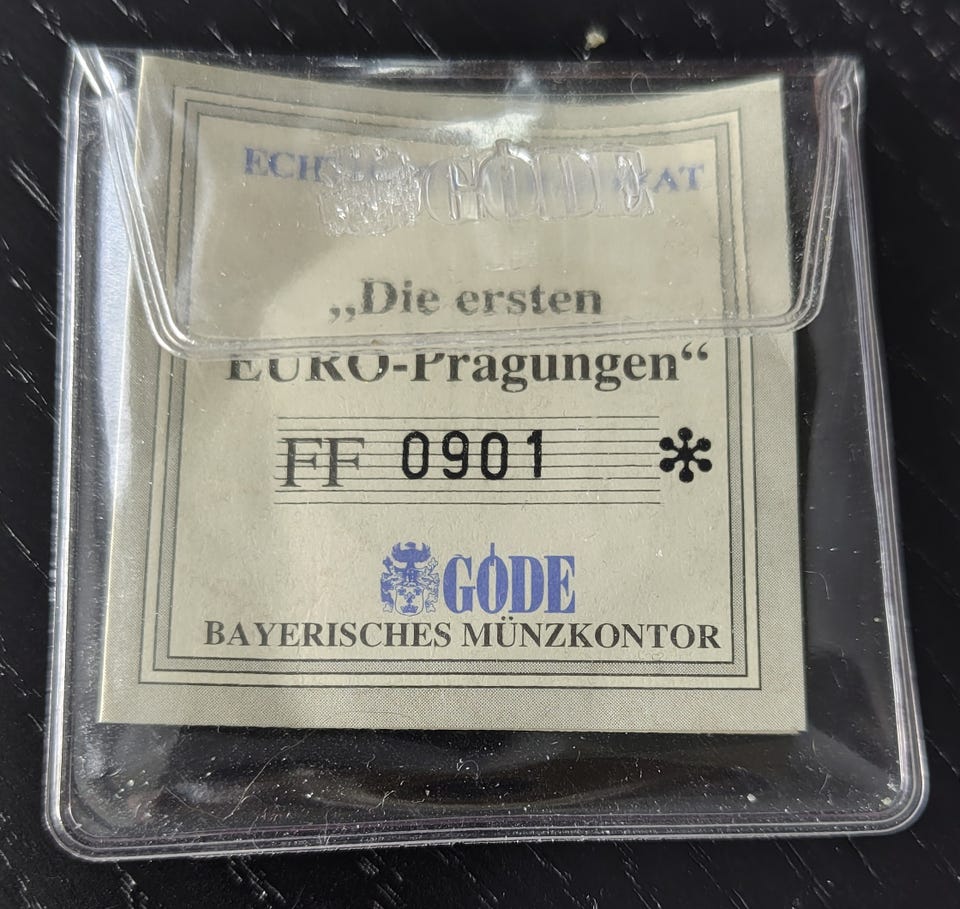 GÖDE
„Die ersten
EURO-Prägungen“
FF 0901 *
GÖDE
BAYERISCHES MÜNZKONTOR